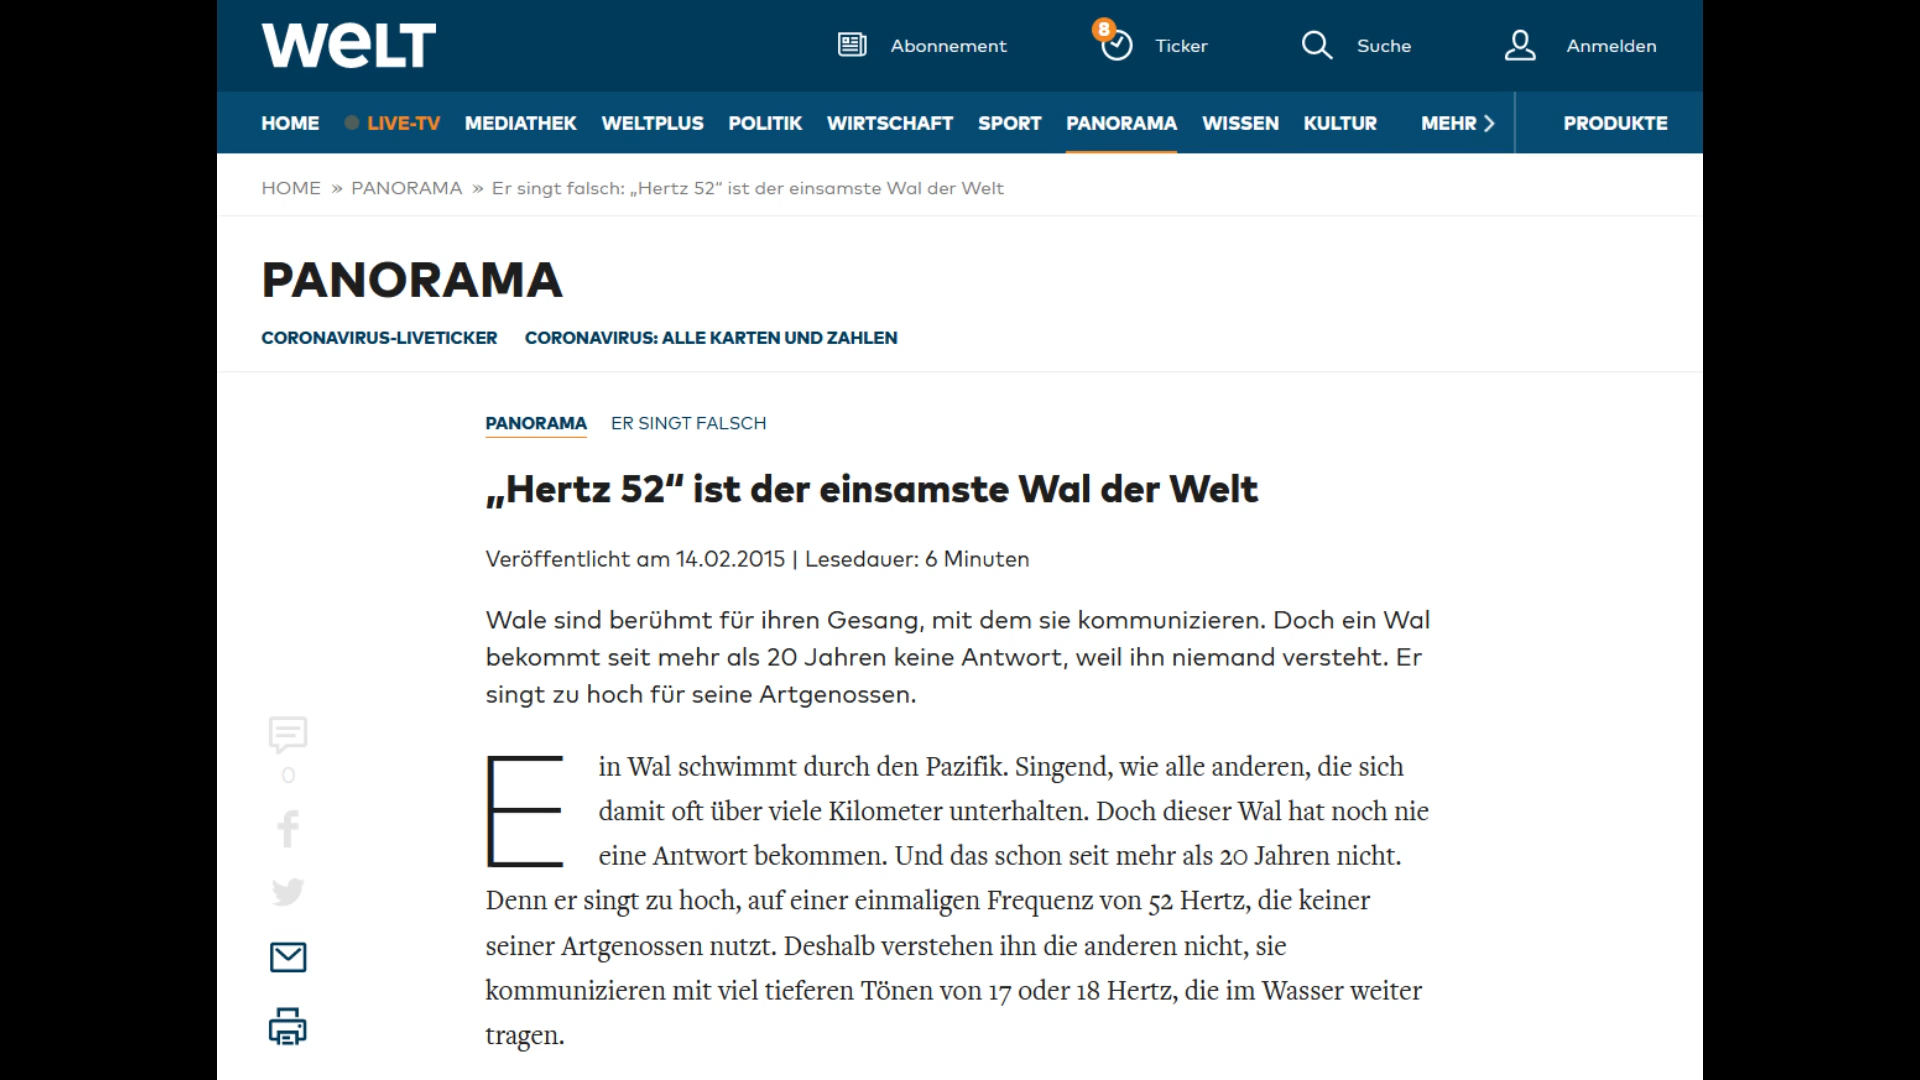 WELT
Abonnement
8
Ticker
Suche
Anmelden
HOME LIVE-TV MEDIATHEK WELTPLUS POLITIK WIRTSCHAFT SPORT PANORAMA WISSEN KULTUR MEHR PRODUKTE
HOME » PANORAMA » Er singt falsch: „Hertz 52“ ist der einsamste Wal der Welt
PANORAMA
CORONAVIRUS-LIVETICKER CORONAVIRUS: ALLE KARTEN UND ZAHLEN
PANORAMA ER SINGT FALSCH
„Hertz 52“ ist der einsamste Wal der Welt
Veröffentlicht am 14.02.2015 | Lesedauer: 6 Minuten
Wale sind berühmt für ihren Gesang, mit dem sie kommunizieren. Doch ein Wal
bekommt seit mehr als 20 Jahren keine Antwort, weil ihn niemand versteht. Er
singt zu hoch für seine Artgenossen.
0
Ein Wal schwimmt durch den Pazifik. Singend, wie alle anderen, die sich
damit oft über viele Kilometer unterhalten. Doch dieser Wal hat noch nie
eine Antwort bekommen. Und das schon seit mehr als 20 Jahren nicht.
Denn er singt zu hoch, auf einer einmaligen Frequenz von 52 Hertz, die keiner
seiner Artgenossen nutzt. Deshalb verstehen ihn die anderen nicht, sie
kommunizieren mit viel tieferen Tönen von 17 oder 18 Hertz, die im Wasser weiter
tragen.